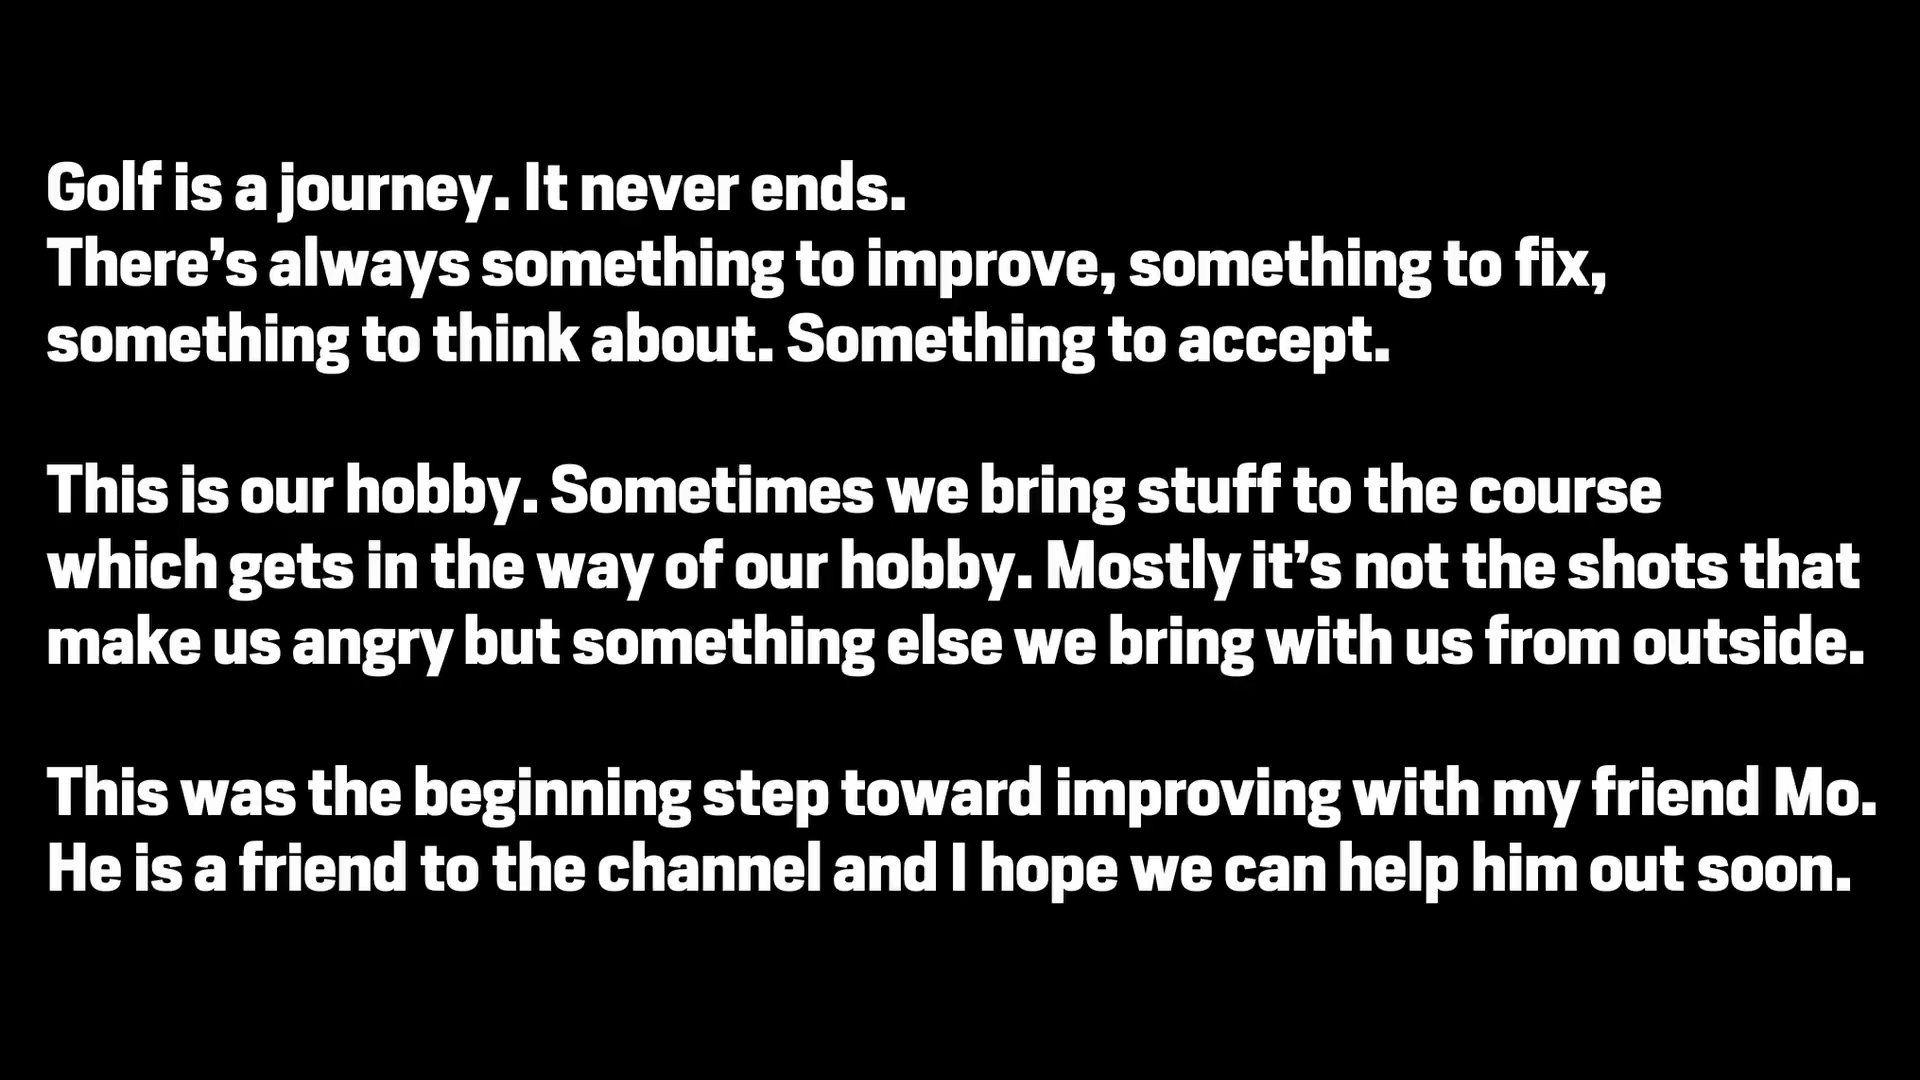 Golf is a journey. It never ends.
There’s always something to improve, something to fix,
something to think about. Something to accept.
This is our hobby. Sometimes we bring stuff to the course
which gets in the way of our hobby. Mostly it’s not the shots that
make us angry but something else we bring with us from outside.
This was the beginning step toward improving with my friend Mo.
He is a friend to the channel and I hope we can help him out soon.